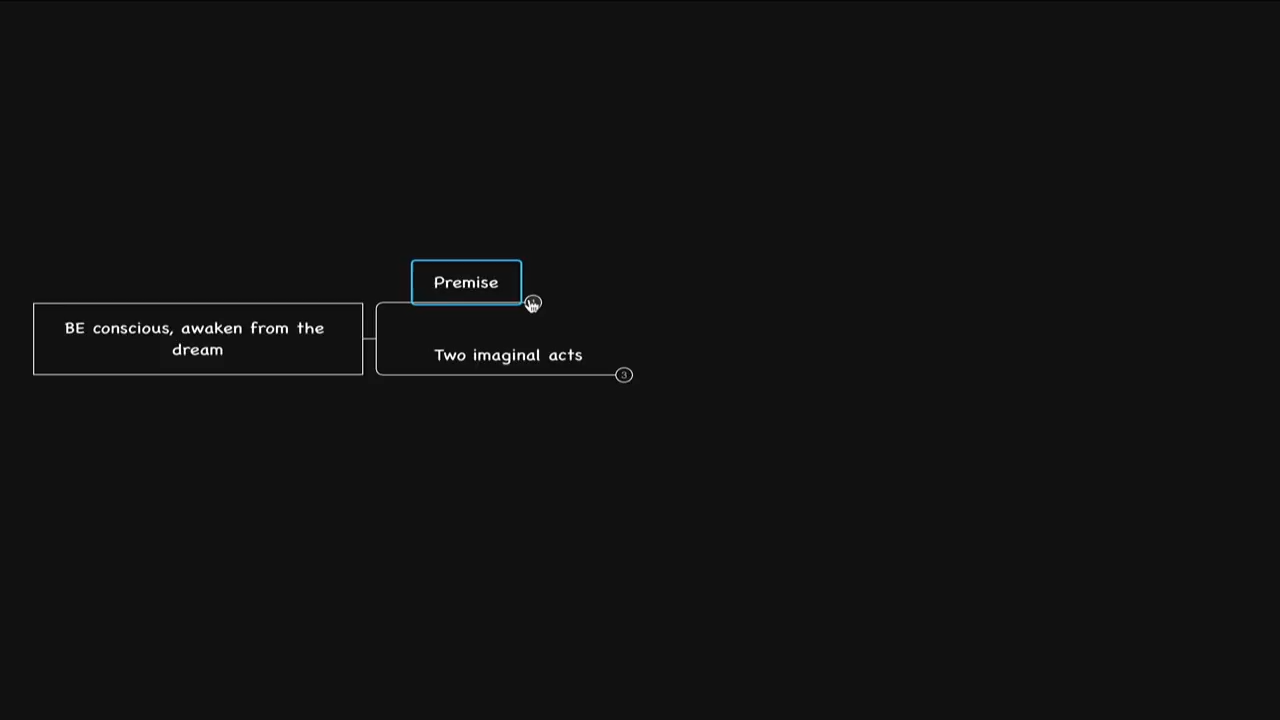 Premise
BE conscious, awaken from the
dream
Two imaginal acts
3